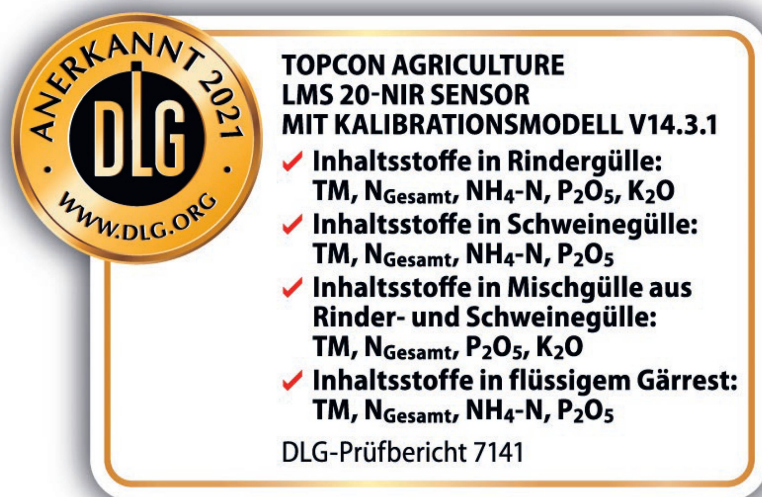 ANERKANNT 2021
DLG
WWW.DLG.ORG
TOPCON AGRICULTURE
LMS 20-NIR SENSOR
MIT KALIBRATIONSMODELL V14.3.1
✓ Inhaltsstoffe in Rindergülle:
TM, NGesamt, NH₄-N, P₂O₅, K₂O
✓ Inhaltsstoffe in Schweinegülle:
TM, NGesamt, NH₄-N, P₂O₅
✓ Inhaltsstoffe in Mischgülle aus
Rinder- und Schweinegülle:
TM, NGesamt, P₂O₅, K₂O
✓ Inhaltsstoffe in flüssigem Gärrest:
TM, NGesamt, NH₄-N, P₂O₅
DLG-Prüfbericht 7141